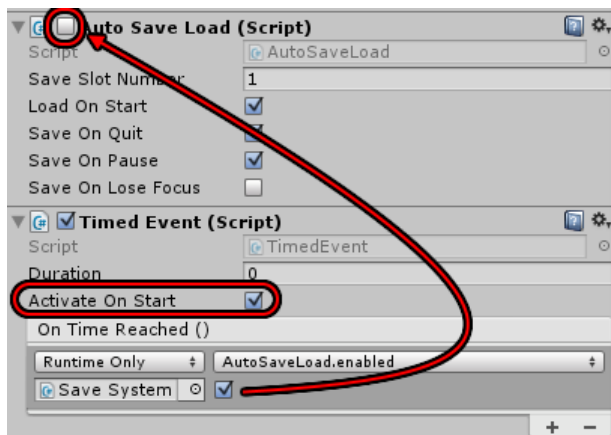 Auto Save Load (Script)
Script AutoSaveLoad
Save Slot Number 1
Load On Start
Save On Quit
Save On Pause
Save On Lose Focus
Timed Event (Script)
Script TimedEvent
Duration 0
Activate On Start
On Time Reached ()
Runtime Only AutoSaveLoad.enabled
Save System
+ −